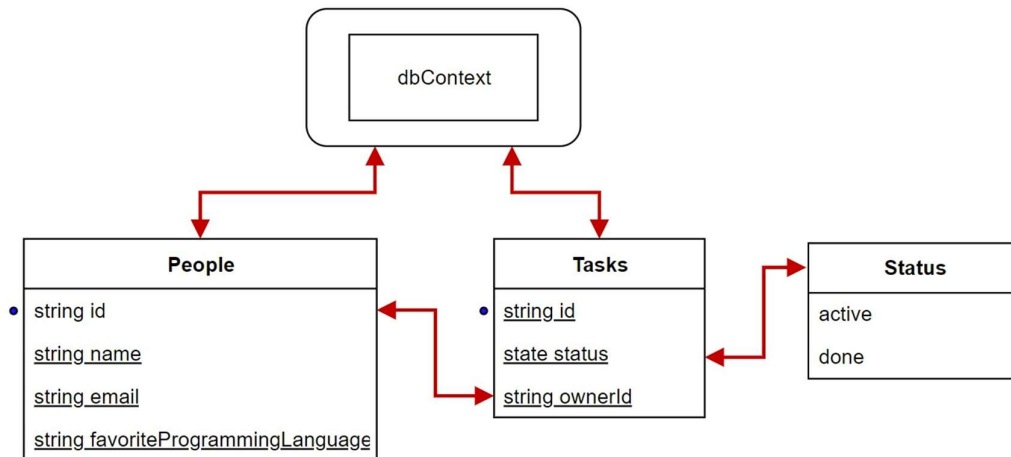 dbContext
People
string id
string name
string email
string favoriteProgrammingLanguage
Tasks
string id
state status
string ownerId
Status
active
done